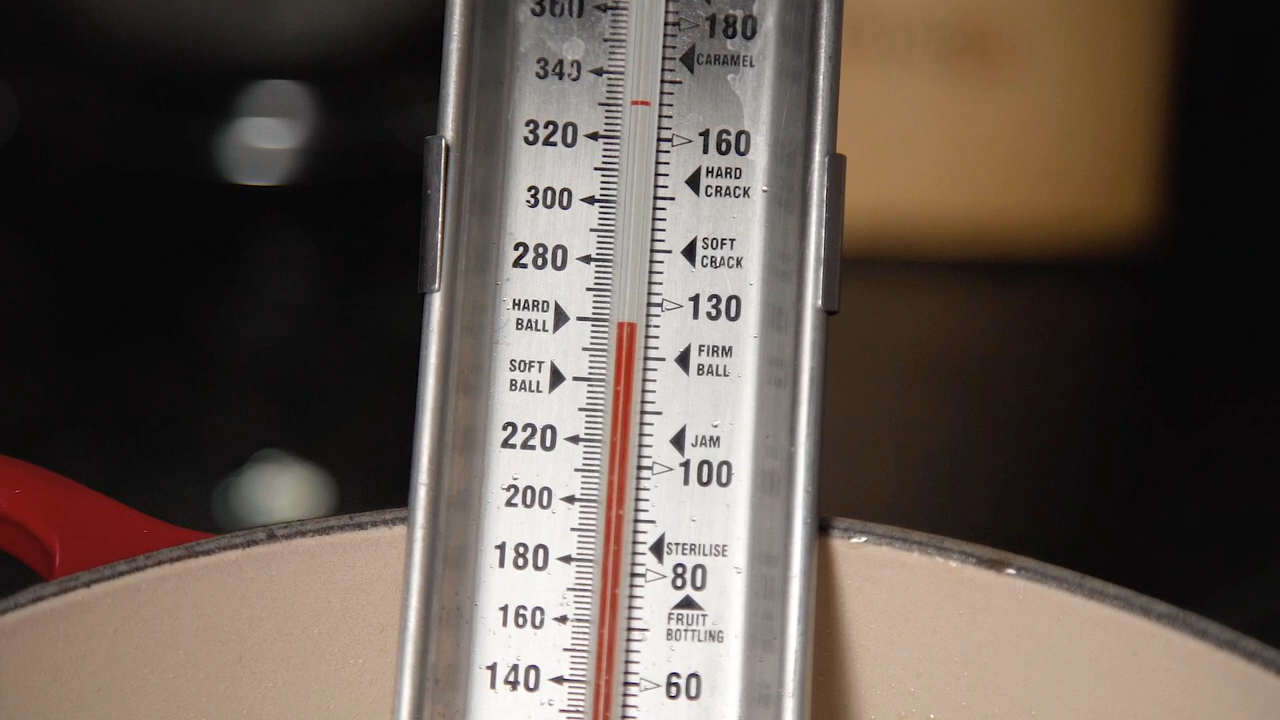 360
180
CARAMEL
340
320
160
HARD
CRACK
300
SOFT
CRACK
280
130
HARD
BALL
FIRM
BALL
SOFT
BALL
220
JAM
100
200
STERILISE
180
80
FRUIT
BOTTLING
160
140
60